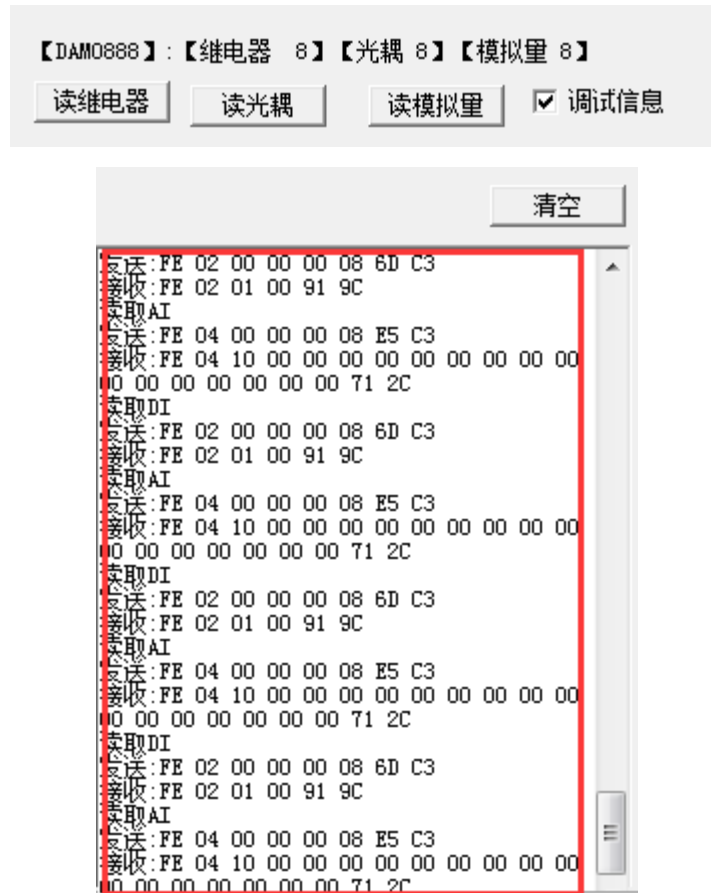 【DAM0888】:【继电器 8】【光耦 8】【模拟量 8】
读继电器 读光耦 读模拟量 调试信息
清空
发送:FE 02 00 00 00 08 6D C3
接收:FE 02 01 00 91 9C
读取AI
发送:FE 04 00 00 00 08 E5 C3
接收:FE 04 10 00 00 00 00 00 00 00 00 00
00 00 00 00 00 00 00 71 2C
读取DI
发送:FE 02 00 00 00 08 6D C3
接收:FE 02 01 00 91 9C
读取AI
发送:FE 04 00 00 00 08 E5 C3
接收:FE 04 10 00 00 00 00 00 00 00 00 00
00 00 00 00 00 00 00 71 2C
读取DI
发送:FE 02 00 00 00 08 6D C3
接收:FE 02 01 00 91 9C
读取AI
发送:FE 04 00 00 00 08 E5 C3
接收:FE 04 10 00 00 00 00 00 00 00 00 00
00 00 00 00 00 00 00 71 2C
读取DI
发送:FE 02 00 00 00 08 6D C3
接收:FE 02 01 00 91 9C
读取AI
发送:FE 04 00 00 00 08 E5 C3
接收:FE 04 10 00 00 00 00 00 00 00 00 00
00 00 00 00 00 00 00 71 2C